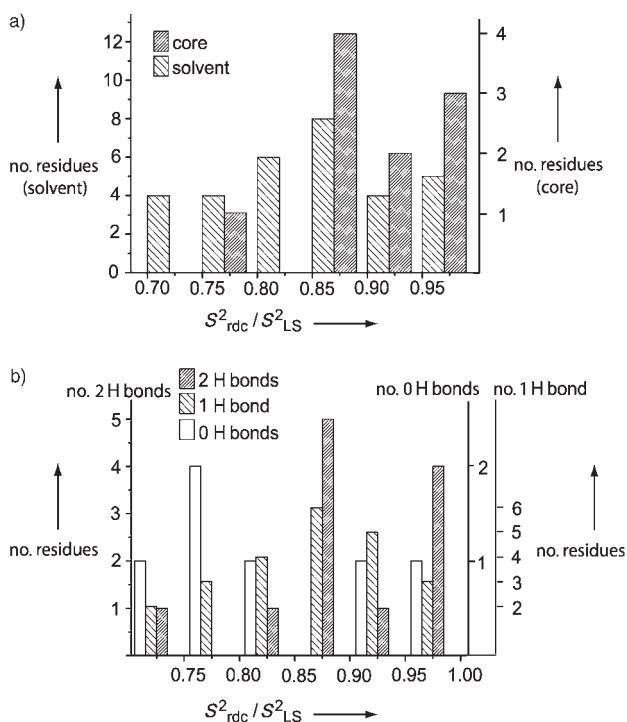 a)
12
10
8
6
4
2
0
core
solvent
4
3
2
1
no. residues
(solvent)
no. residues
(core)
0.70 0.75 0.80 0.85 0.90 0.95
S²rdc / S²LS
b)
no. 2 H bonds
2 H bonds
1 H bond
0 H bonds
no. 0 H bonds
no. 1 H bond
5
4
3
2
1
2
1
6
5
4
3
2
no. residues
no. residues
0.75 0.80 0.85 0.90 0.95 1.00
S²rdc / S²LS